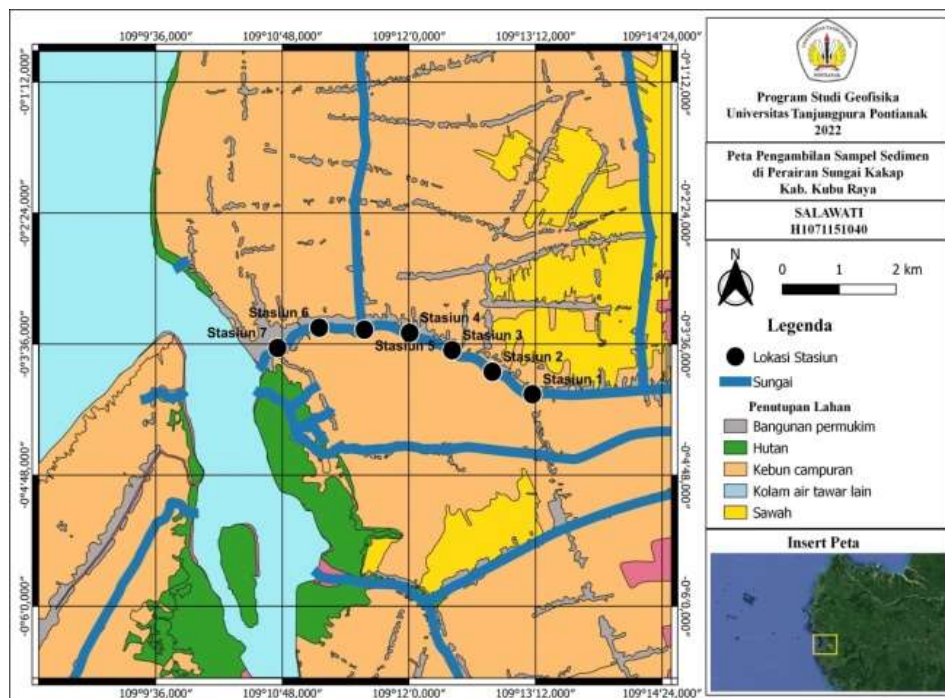 109°9'36,000" 109°10'48,000" 109°12'0,000" 109°13'12,000" 109°14'24,000"
-0°1'12,000" -0°1'12,000"
-0°2'24,000" -0°2'24,000"
-0°3'36,000" -0°3'36,000"
-0°4'48,000" -0°4'48,000"
-0°6'0,000" -0°6'0,000"
109°9'36,000" 109°10'48,000" 109°12'0,000" 109°13'12,000" 109°14'24,000"
Stasiun 6
Stasiun 7
Stasiun 4
Stasiun 5
Stasiun 3
Stasiun 2
Stasiun 1
UNIVERSITAS TANJUNGPURA
PONTIANAK
Program Studi Geofisika
Universitas Tanjungpura Pontianak
2022
Peta Pengambilan Sampel Sedimen
di Perairan Sungai Kakap
Kab. Kubu Raya
SALAWATI
H1071151040
N
0 1 2 km
Legenda
Lokasi Stasiun
Sungai
Penutupan Lahan
Bangunan permukim
Hutan
Kebun campuran
Kolam air tawar lain
Sawah
Insert Peta